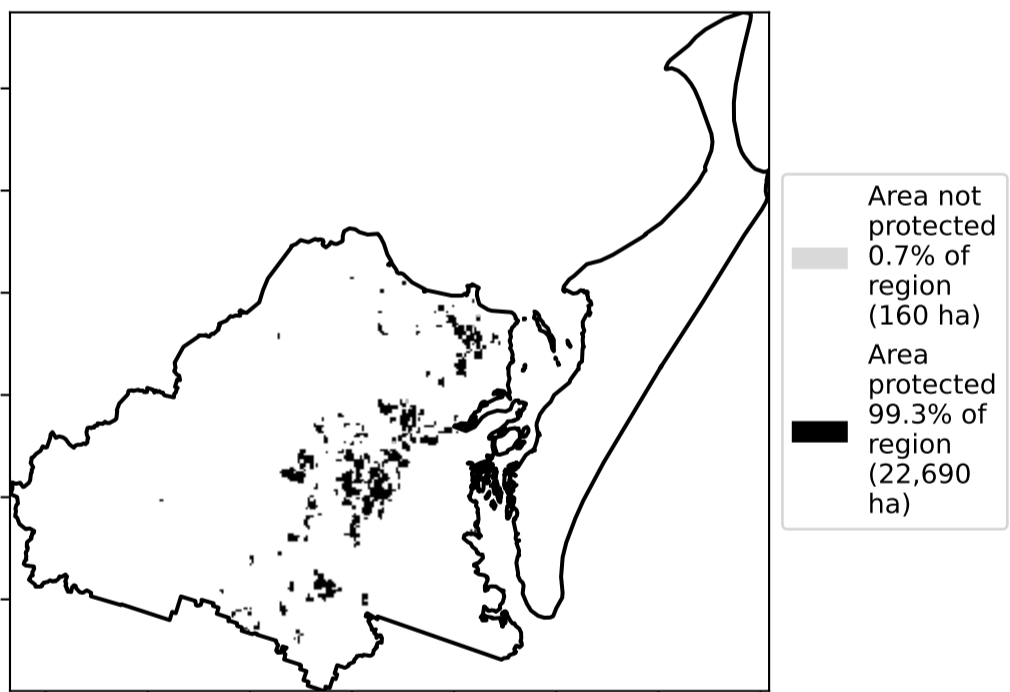 Area not
protected
0.7% of
region
(160 ha)
Area
protected
99.3% of
region
(22,690
ha)